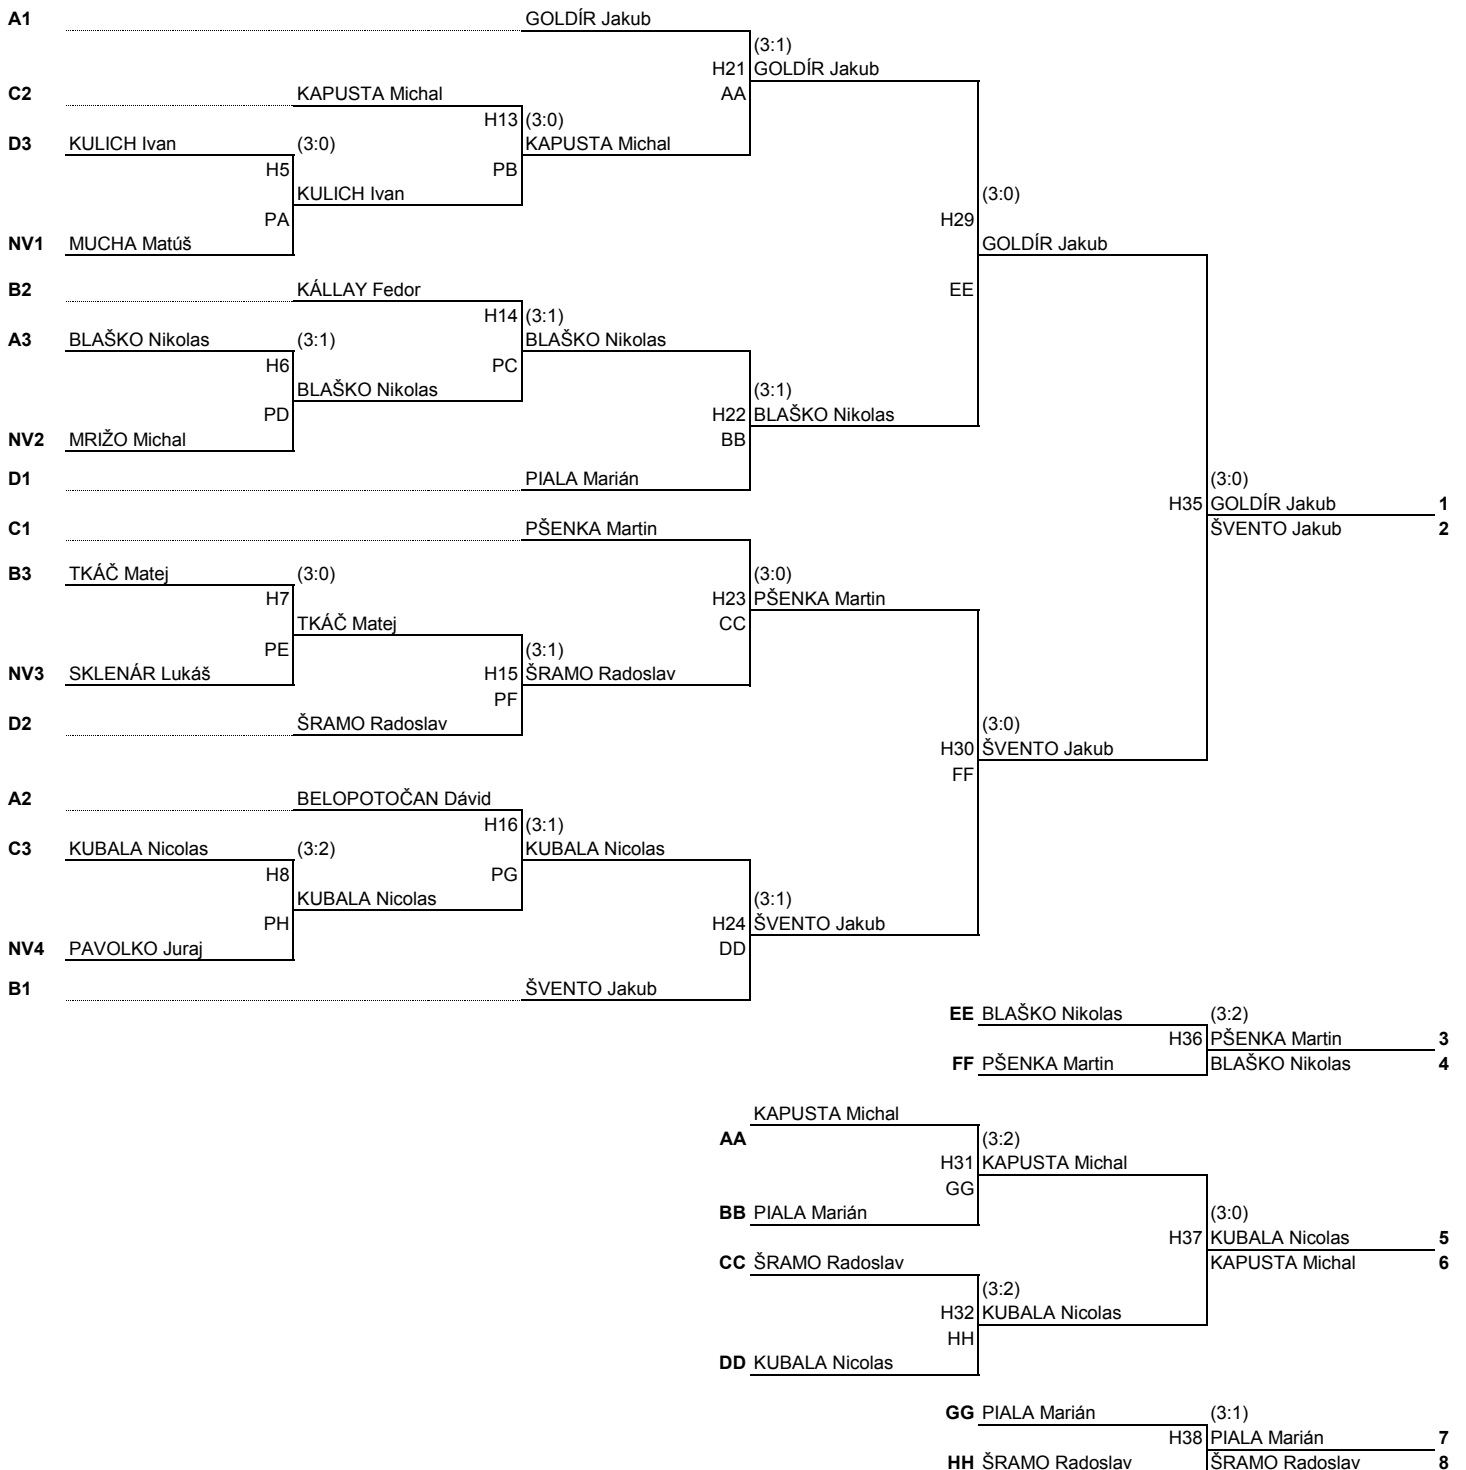 A1 GOLDÍR Jakub
(3:1)
H21 GOLDÍR Jakub
C2 KAPUSTA Michal AA
H13 (3:0)
D3 KULICH Ivan (3:0) KAPUSTA Michal
H5 PB
KULICH Ivan (3:0)
PA H29
NV1 MUCHA Matúš GOLDÍR Jakub
B2 KÁLLAY Fedor EE
H14 (3:1)
A3 BLAŠKO Nikolas (3:1) BLAŠKO Nikolas
H6 PC
BLAŠKO Nikolas (3:1)
PD H22 BLAŠKO Nikolas
NV2 MRIŽO Michal BB
D1 PIALA Marián (3:0)
H35 GOLDÍR Jakub 1
C1 PŠENKA Martin ŠVENTO Jakub 2
B3 TKÁČ Matej (3:0) (3:0)
H7 H23 PŠENKA Martin
TKÁČ Matej CC
PE (3:1)
NV3 SKLENÁR Lukáš H15 ŠRAMO Radoslav
PF
D2 ŠRAMO Radoslav (3:0)
H30 ŠVENTO Jakub
FF
A2 BELOPOTOČAN Dávid
H16 (3:1)
C3 KUBALA Nicolas (3:2) KUBALA Nicolas
H8 PG
KUBALA Nicolas (3:1)
PH H24 ŠVENTO Jakub
NV4 PAVOLKO Juraj DD
B1 ŠVENTO Jakub
EE BLAŠKO Nikolas (3:2)
H36 PŠENKA Martin 3
FF PŠENKA Martin BLAŠKO Nikolas 4
KAPUSTA Michal
AA (3:2)
H31 KAPUSTA Michal
GG
BB PIALA Marián (3:0)
H37 KUBALA Nicolas 5
CC ŠRAMO Radoslav KAPUSTA Michal 6
(3:2)
H32 KUBALA Nicolas
HH
DD KUBALA Nicolas
GG PIALA Marián (3:1)
H38 PIALA Marián 7
HH ŠRAMO Radoslav ŠRAMO Radoslav 8